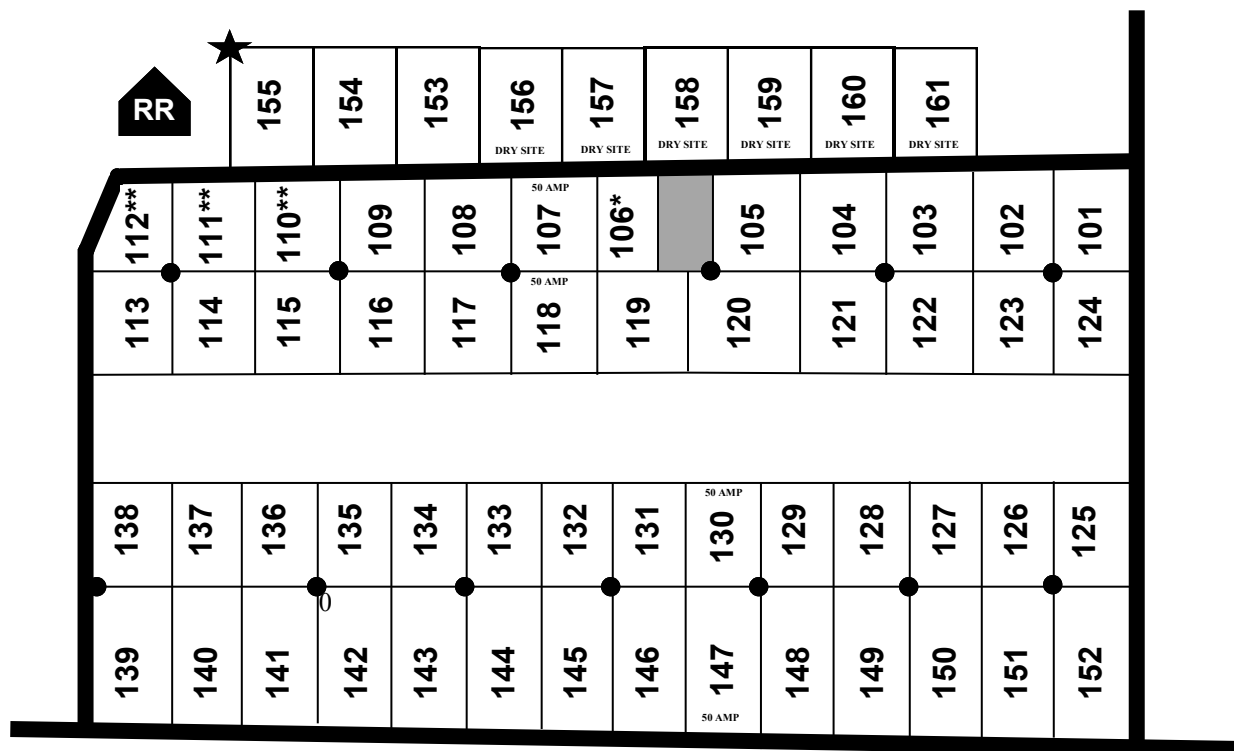 RR
155 154 153 156 157 158 159 160 161
DRY SITE DRY SITE DRY SITE DRY SITE DRY SITE DRY SITE
50 AMP
112** 111** 110** 109 108 107 106* 105 104 103 102 101
50 AMP
113 114 115 116 117 118 119 120 121 122 123 124
50 AMP
138 137 136 135 134 133 132 131 130 129 128 127 126 125
0
139 140 141 142 143 144 145 146 147 148 149 150 151 152
50 AMP